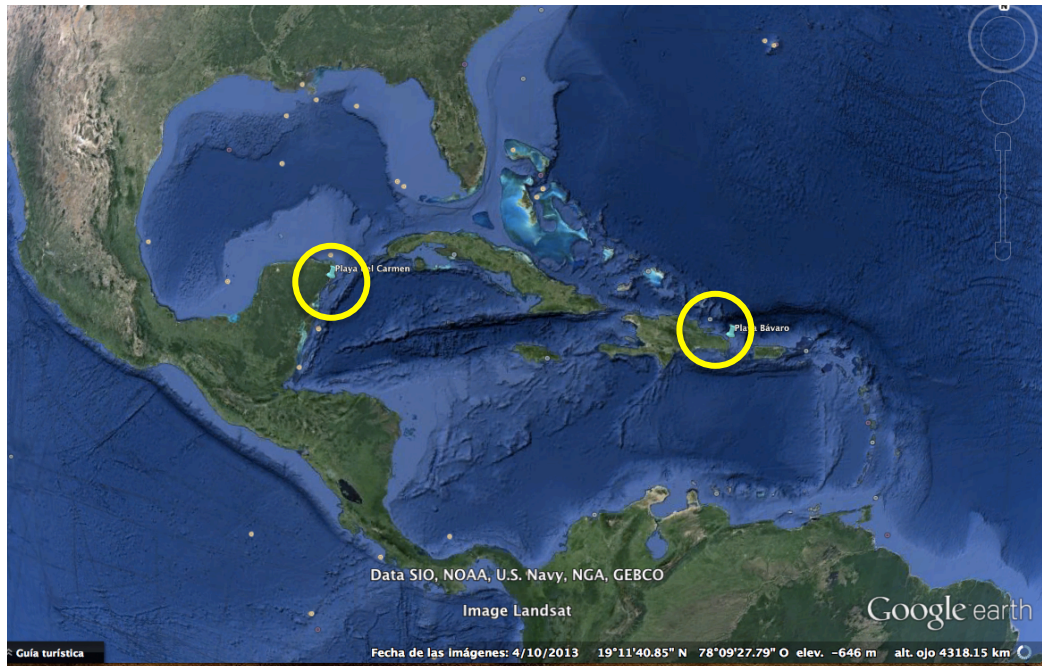 N
Playa del Carmen
Playa Bávaro
Data SIO, NOAA, U.S. Navy, NGA, GEBCO
Image Landsat
Google earth
Guía turística
Fecha de las imágenes: 4/10/2013 19°11'40.85" N 78°09'27.79" O elev. -646 m alt. ojo 4318.15 km